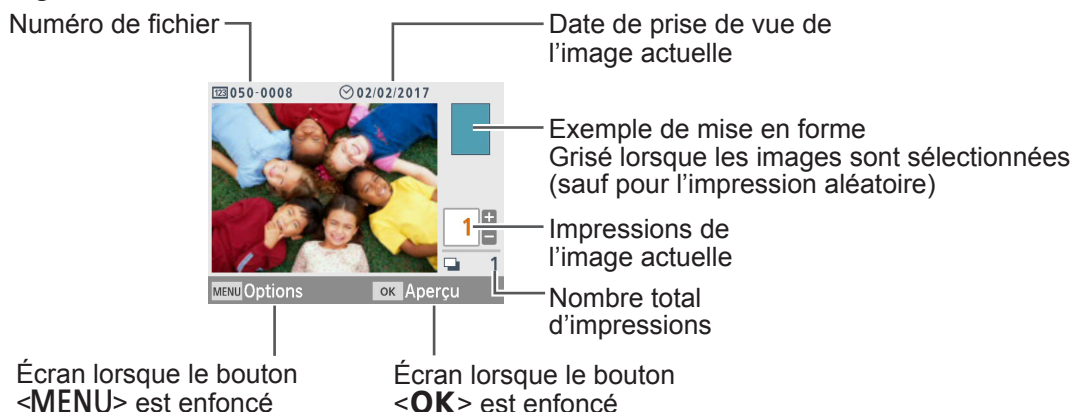 Numéro de fichier
Date de prise de vue de
l’image actuelle
123 050-0008
02/02/2017
Exemple de mise en forme
Grisé lorsque les images sont sélectionnées
(sauf pour l’impression aléatoire)
1
+
−
Impressions de
l’image actuelle
1
MENU Options
OK Aperçu
Nombre total
d’impressions
Écran lorsque le bouton
<MENU> est enfoncé
Écran lorsque le bouton
<OK> est enfoncé